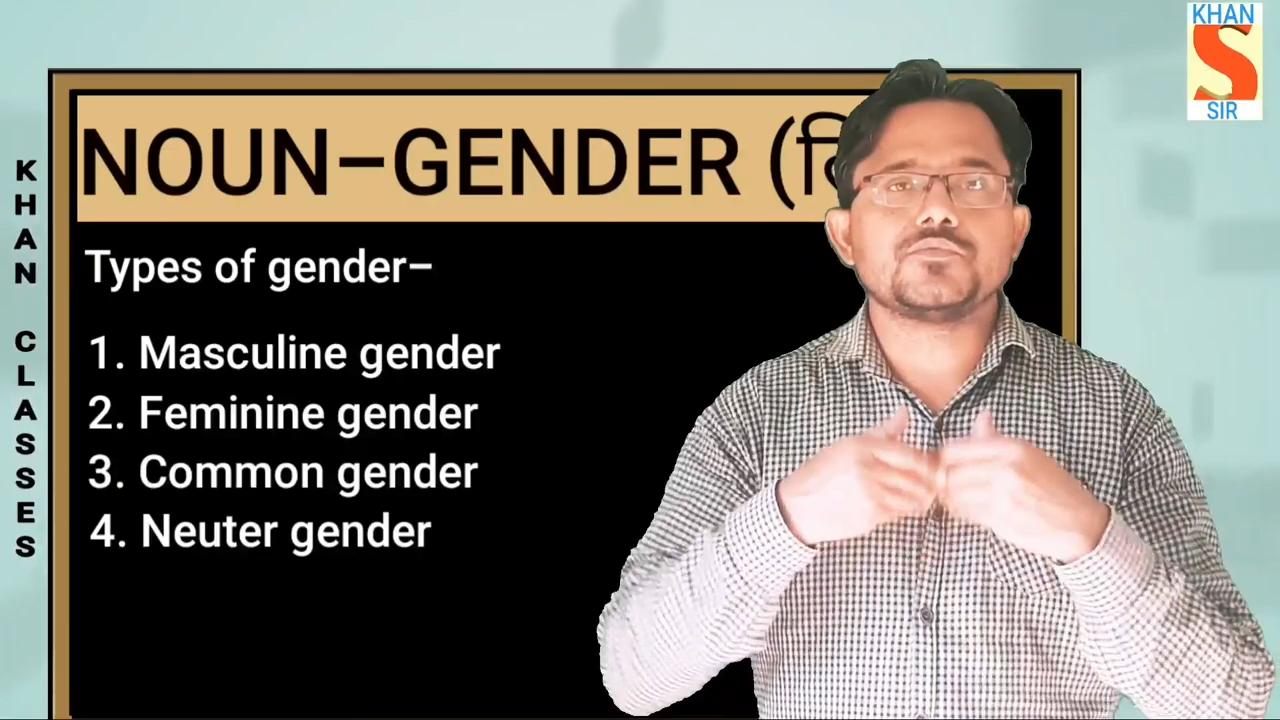 KHAN
SIR
KHAN CLASSES
NOUN–GENDER
Types of gender–
1. Masculine gender
2. Feminine gender
3. Common gender
4. Neuter gender